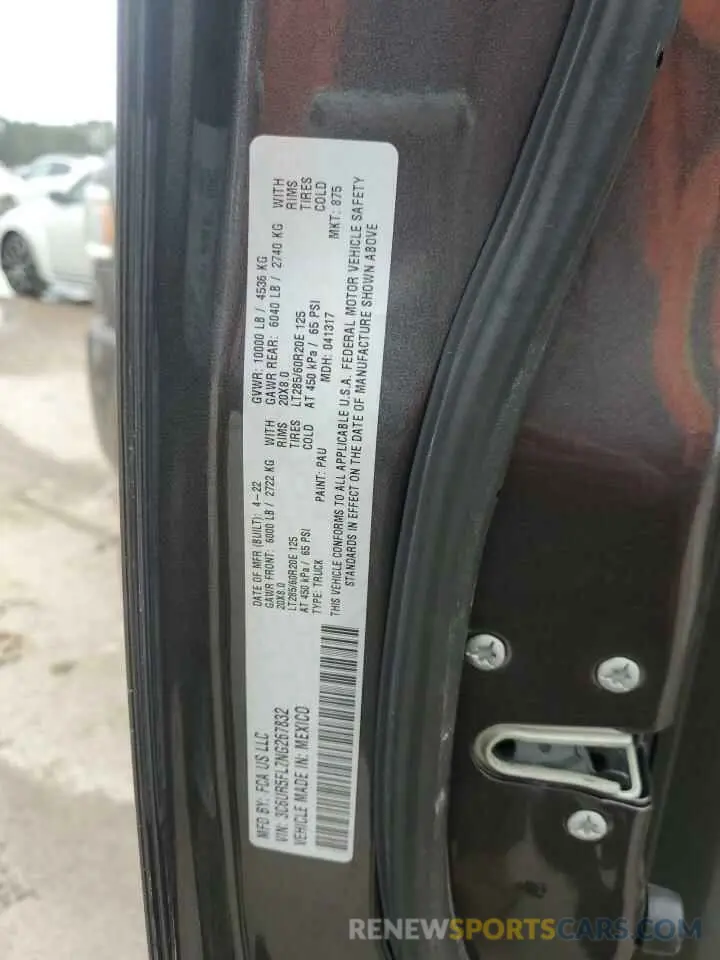 MFD BY: FCA US LLC
DATE OF MFR (BUILT): 4-22
GVWR: 10000 LB / 4536 KG
VIN: 3C6UR5FL7NG267832
GAWR FRONT: 6000 LB / 2722 KG WITH
GAWR REAR: 6040 LB / 2740 KG WITH
VEHICLE MADE IN: MEXICO
20X8.0 RIMS
20X8.0 RIMS
LT285/60R20E 125 TIRES
LT285/60R20E 125 TIRES
AT 450 kPa / 65 PSI COLD
AT 450 kPa / 65 PSI COLD
TYPE: TRUCK PAINT: PAU MDH: 041317 MKT: 875
THIS VEHICLE CONFORMS TO ALL APPLICABLE U.S.A. FEDERAL MOTOR VEHICLE SAFETY
STANDARDS IN EFFECT ON THE DATE OF MANUFACTURE SHOWN ABOVE
RENEWSPORTSCARS.COM